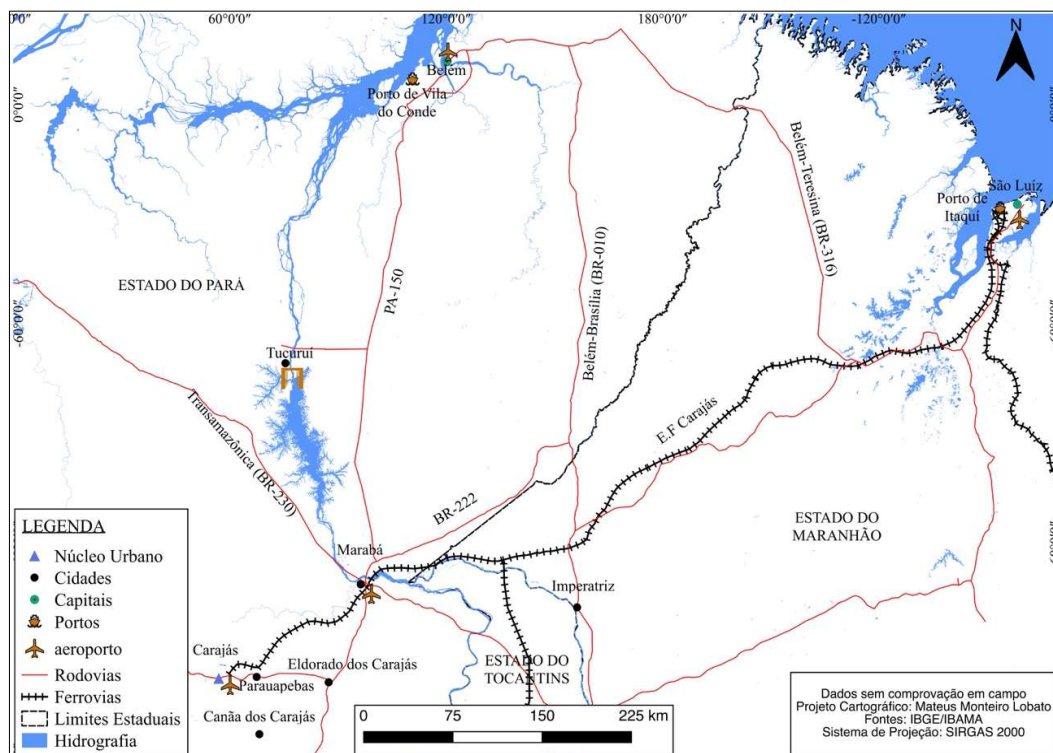 0°0'0"
60°0'0"
120°0'0"
180°0'0"
-120°0'0"
N
Belém
Porto de Vila
do Conde
0°0'0"
Belém-Teresina (BR-316)
São Luíz
Porto de
Itaquí
Belém-Brasília (BR-010)
PA-150
ESTADO DO PARÁ
-60°0'0"
Tucuruí
Transamazônica (BR-230)
E.F Carajás
BR-222
ESTADO DO
MARANHÃO
Marabá
Imperatriz
Carajás
Parauapebas
Eldorado dos Carajás
ESTADO DO
TOCANTINS
Canãa dos Carajás
LEGENDA
Núcleo Urbano
Cidades
Capitais
Portos
aeroporto
Rodovias
Ferrovias
Limites Estaduais
Hidrografia
0 75 150 225 km
Dados sem comprovação em campo
Projeto Cartográfico: Mateus Monteiro Lobato
Fontes: IBGE/IBAMA
Sistema de Projeção: SIRGAS 2000